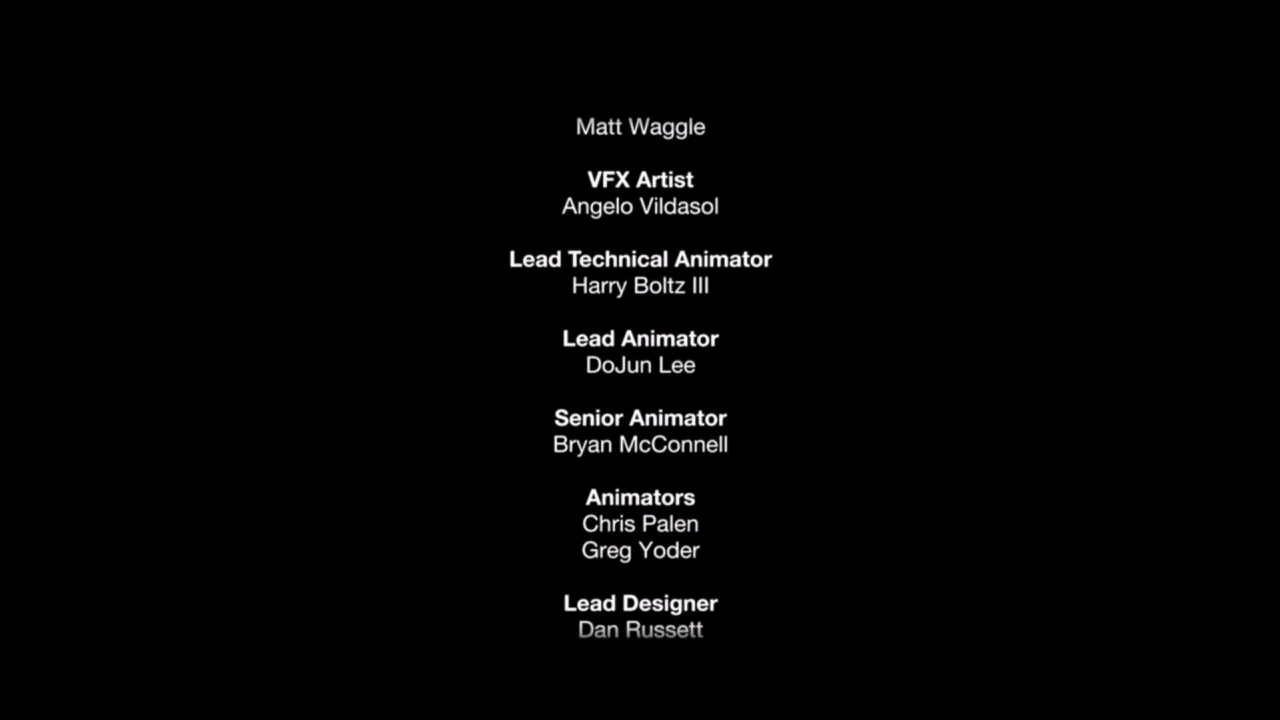 Matt Waggle
VFX Artist
Angelo Vildasol
Lead Technical Animator
Harry Boltz III
Lead Animator
DoJun Lee
Senior Animator
Bryan McConnell
Animators
Chris Palen
Greg Yoder
Lead Designer
Dan Russett